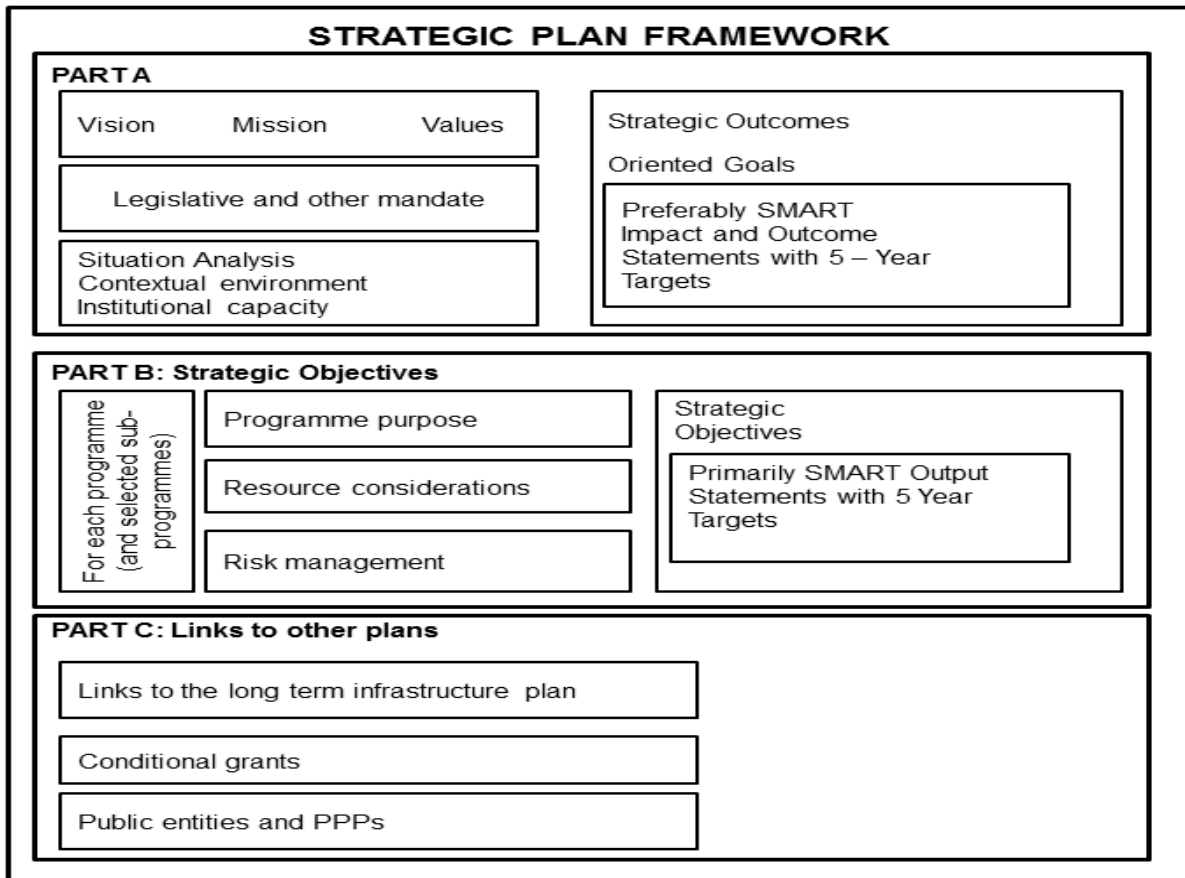 STRATEGIC PLAN FRAMEWORK
PART A
Vision Mission Values
Legislative and other mandate
Situation Analysis
Contextual environment
Institutional capacity
Strategic Outcomes
Oriented Goals
Preferably SMART
Impact and Outcome
Statements with 5 – Year
Targets
PART B: Strategic Objectives
For each programme
(and selected sub-
programmes)
Programme purpose
Resource considerations
Risk management
Strategic
Objectives
Primarily SMART Output
Statements with 5 Year
Targets
PART C: Links to other plans
Links to the long term infrastructure plan
Conditional grants
Public entities and PPPs